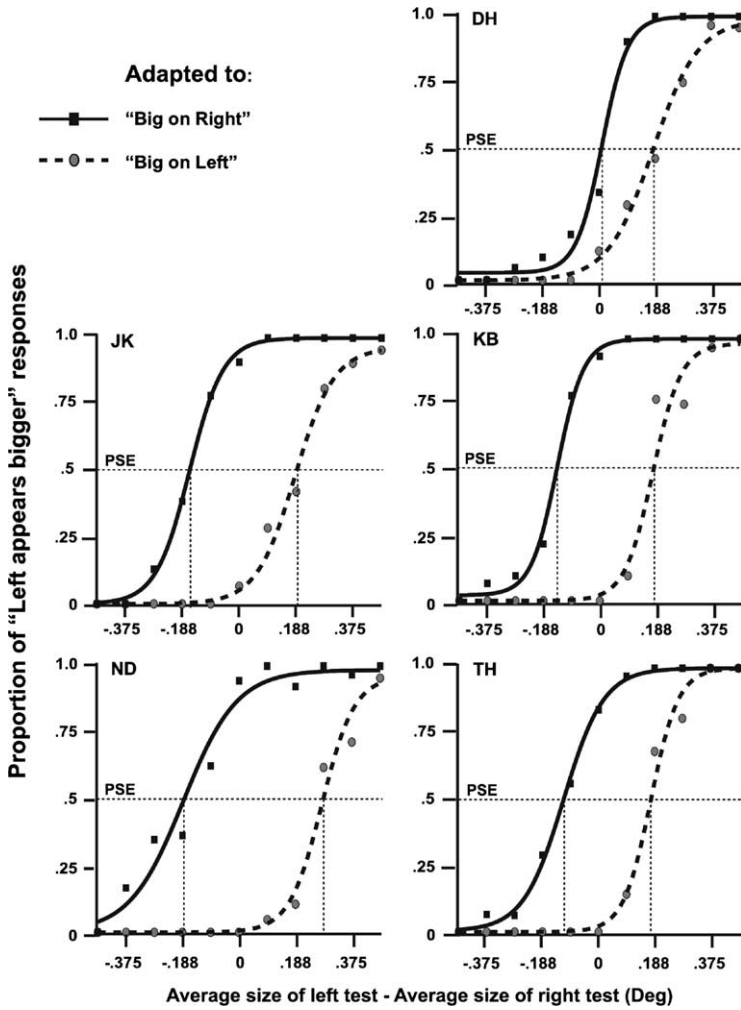 DH
Adapted to:
“Big on Right”
“Big on Left”
1.0
.75
PSE
.5
.25
0
-.375 -.188 0 .188 .375
JK
1.0
.75
PSE
.5
.25
0
-.375 -.188 0 .188 .375
KB
1.0
.75
PSE
.5
.25
0
-.375 -.188 0 .188 .375
ND
1.0
.75
PSE
.5
.25
0
-.375 -.188 0 .188 .375
TH
1.0
.75
PSE
.5
.25
0
-.375 -.188 0 .188 .375
Proportion of “Left appears bigger” responses
Average size of left test - Average size of right test (Deg)